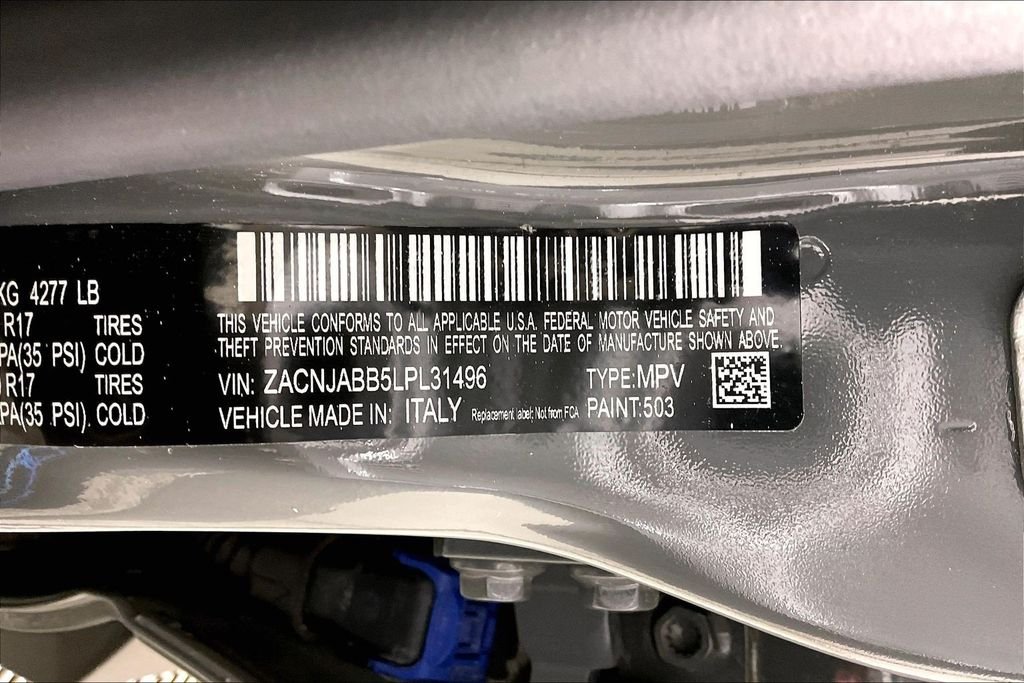 KG 4277 LB
R17 TIRES
PA(35 PSI) COLD
R17 TIRES
PA(35 PSI) COLD
THIS VEHICLE CONFORMS TO ALL APPLICABLE U.S.A. FEDERAL MOTOR VEHICLE SAFETY AND
THEFT PREVENTION STANDARDS IN EFFECT ON THE DATE OF MANUFACTURE SHOWN ABOVE.
VIN: ZACNJABB5LPL31496 TYPE:MPV
VEHICLE MADE IN: ITALY Replacement label; Not from FCA PAINT:503